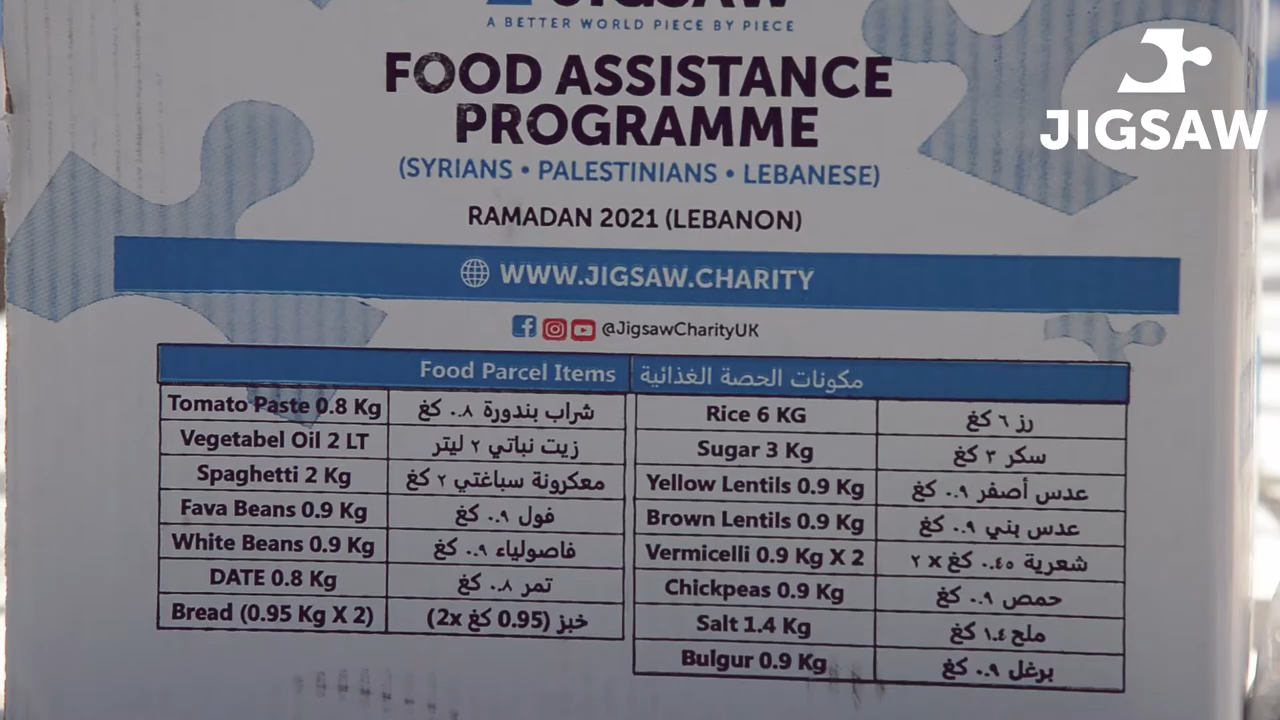 JIGSAW
A BETTER WORLD PIECE BY PIECE
JIGSAW
FOOD ASSISTANCE
PROGRAMME
(SYRIANS • PALESTINIANS • LEBANESE)
RAMADAN 2021 (LEBANON)
WWW.JIGSAW.CHARITY
@JigsawCharityUK
Food Parcel Items مكونات الحصة الغذائية
Tomato Paste 0.8 Kg شراب بندورة ٠.٨ كغ Rice 6 KG رز ٦ كغ
Vegetabel Oil 2 LT زيت نباتي ٢ ليتر Sugar 3 Kg سكر ٣ كغ
Spaghetti 2 Kg معكرونة سباغتي ٢ كغ Yellow Lentils 0.9 Kg عدس أصفر ٠.٩ كغ
Fava Beans 0.9 Kg فول ٠.٩ كغ Brown Lentils 0.9 Kg عدس بني ٠.٩ كغ
White Beans 0.9 Kg فاصولياء ٠.٩ كغ Vermicelli 0.9 Kg X 2 شعرية ٠.٤٥ كغ x ٢
DATE 0.8 Kg تمر ٠.٨ كغ Chickpeas 0.9 Kg حمص ٠.٩ كغ
Bread (0.95 Kg X 2) خبز (0.95 كغ 2x) Salt 1.4 Kg ملح ١.٤ كغ
Bulgur 0.9 Kg برغل ٠.٩ كغ